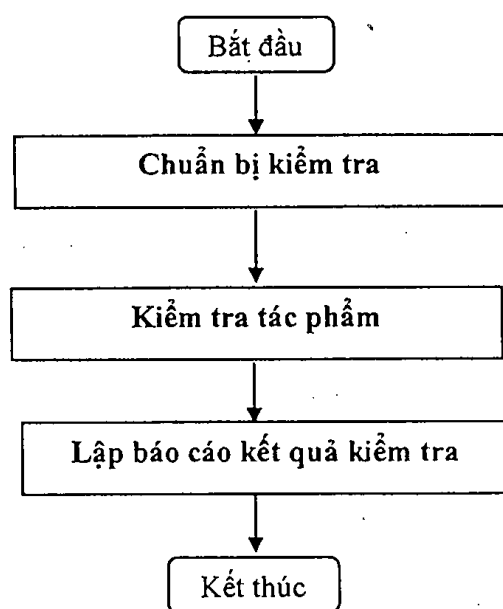 Bắt đầu
Chuẩn bị kiểm tra
Kiểm tra tác phẩm
Lập báo cáo kết quả kiểm tra
Kết thúc